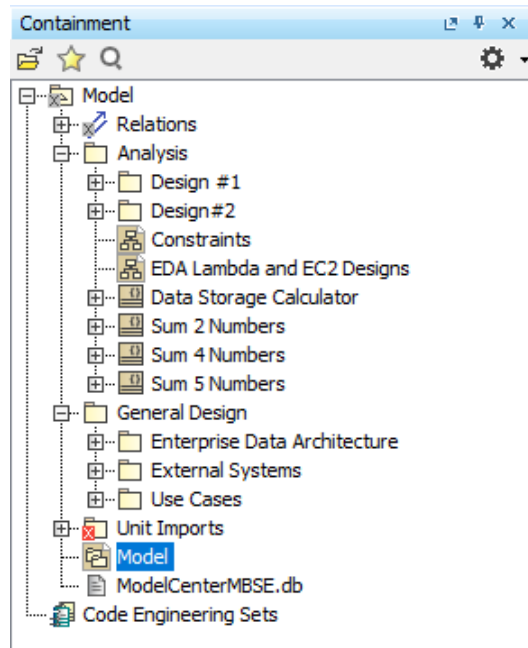 Containment
Model
Relations
Analysis
Design #1
Design#2
Constraints
EDA Lambda and EC2 Designs
Data Storage Calculator
Sum 2 Numbers
Sum 4 Numbers
Sum 5 Numbers
General Design
Enterprise Data Architecture
External Systems
Use Cases
Unit Imports
Model
ModelCenterMBSE.db
Code Engineering Sets